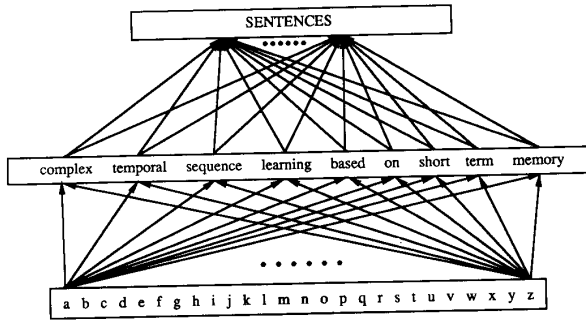 SENTENCES
complex temporal sequence learning based on short term memory
a b c d e f g h i j k l m n o p q r s t u v w x y z